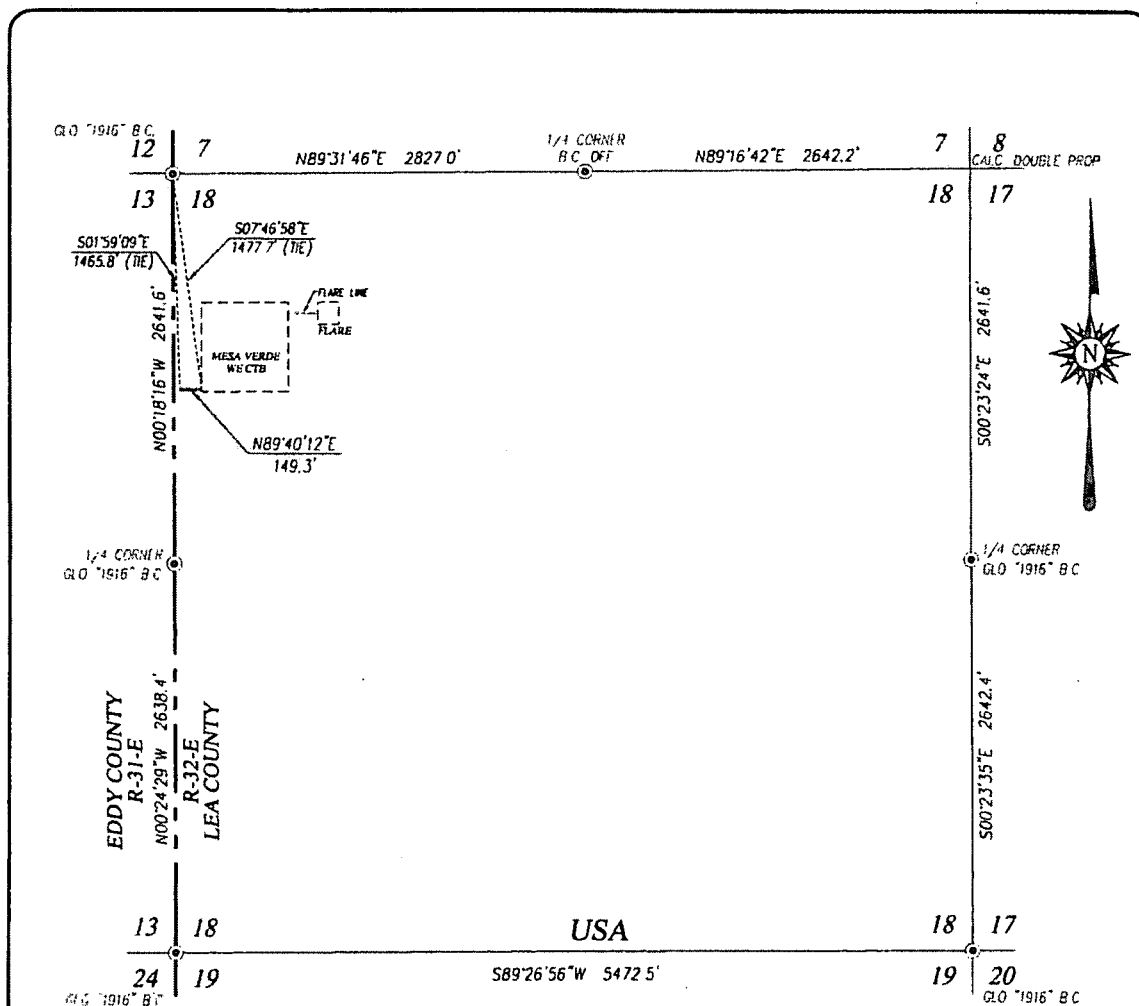 GLO "1916" B.C.
12 7
N89°31'46"E 2827.0'
1/4 CORNER
B.C. OFF
N89°16'42"E 2642.2'
7 8
CALC. DOUBLE PROP
13 18
18 17
S01°59'09"E
1465.8' (TIE)
S07°46'58"E
1477.7' (TIE)
FLARE LINE
FLARE
MESA VERDE
WE CTB
N89°40'12"E
149.3'
N00°18'16"W 2641.6'
S00°23'24"E 2641.6'
N
1/4 CORNER
GLO "1916" B.C
1/4 CORNER
GLO "1916" B.C
EDDY COUNTY
R-31-E
N00°24'29"W 2638.4'
R-32-E
LEA COUNTY
S00°23'35"E 2642.4'
13 18
USA
18 17
S89°26'56"W 5472.5'
24 19
19 20
GLO "1916" B.C
GLO "1916" B.C